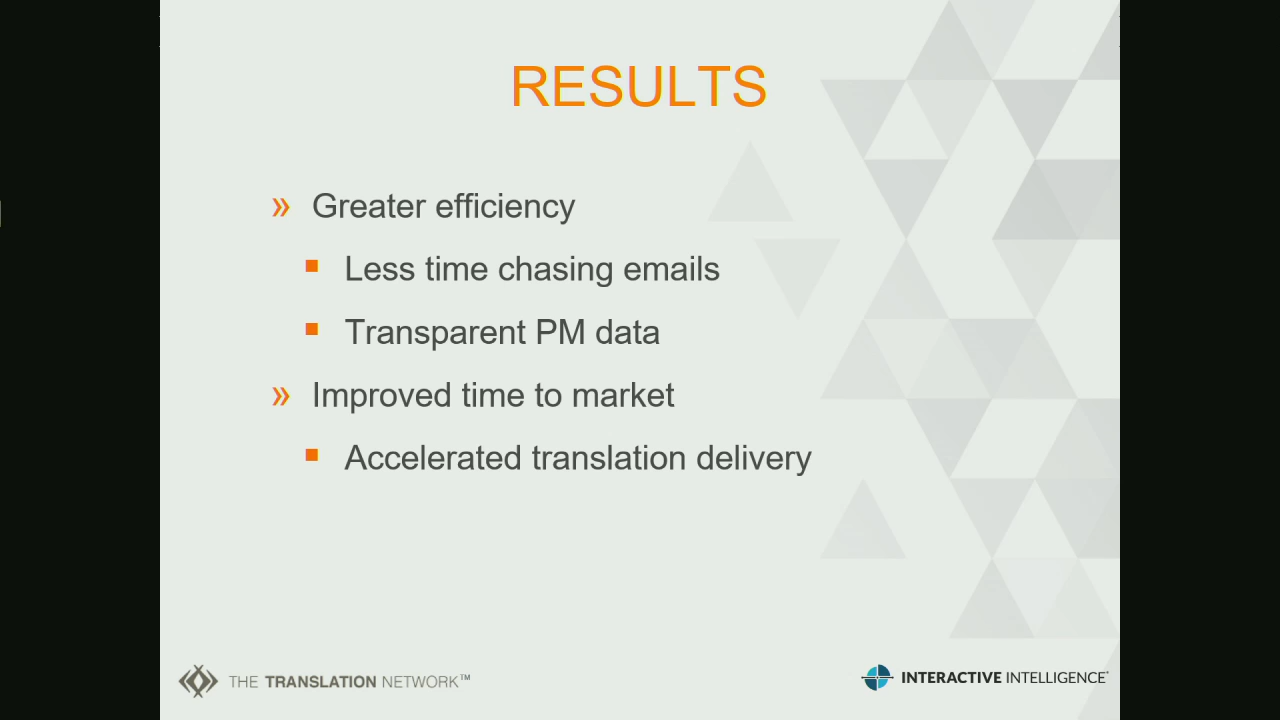 RESULTS
» Greater efficiency
▪ Less time chasing emails
▪ Transparent PM data
» Improved time to market
▪ Accelerated translation delivery
THE TRANSLATION NETWORK™
INTERACTIVE INTELLIGENCE